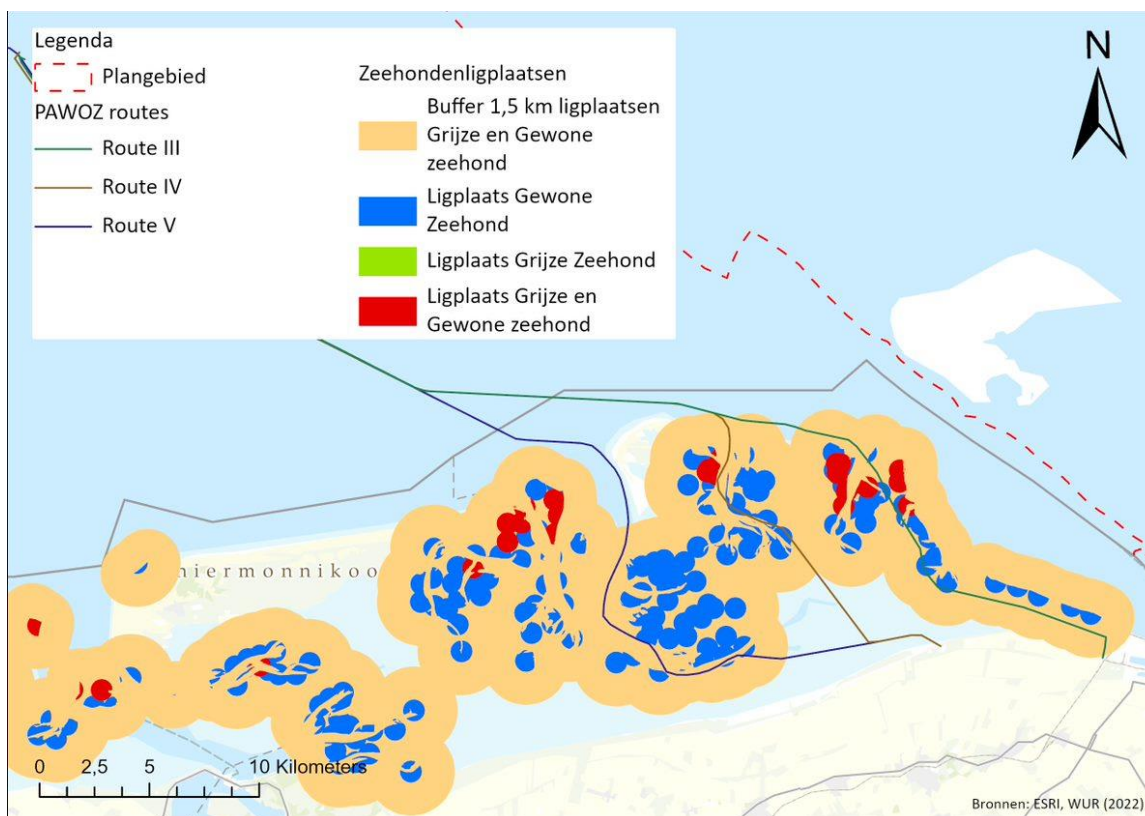 Legenda
Plangebied
PAWOZ routes
Route III
Route IV
Route V
Zeehondenligplaatsen
Buffer 1,5 km ligplaatsen
Grijze en Gewone
zeehond
Ligplaats Gewone
Zeehond
Ligplaats Grijze Zeehond
Ligplaats Grijze en
Gewone zeehond
N
hiermonnikoo
0 2,5 5 10 Kilometers
Bronnen: ESRI, WUR (2022)